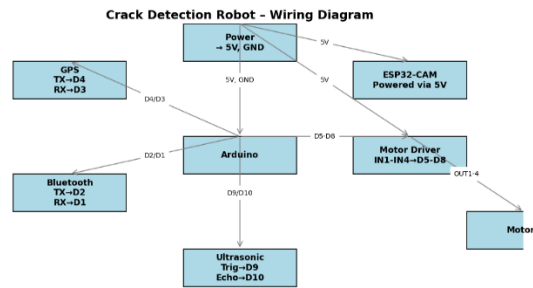 Crack Detection Robot – Wiring Diagram
Power
→ 5V, GND
5V
GPS
TX→D4
RX→D3
ESP32-CAM
Powered via 5V
5V, GND
5V
D4/D3
D5-D8
Arduino
Motor Driver
IN1-IN4→D5-D8
D2/D1
OUT1-4
Bluetooth
TX→D2
RX→D1
D9/D10
Motor
Ultrasonic
Trig→D9
Echo→D10